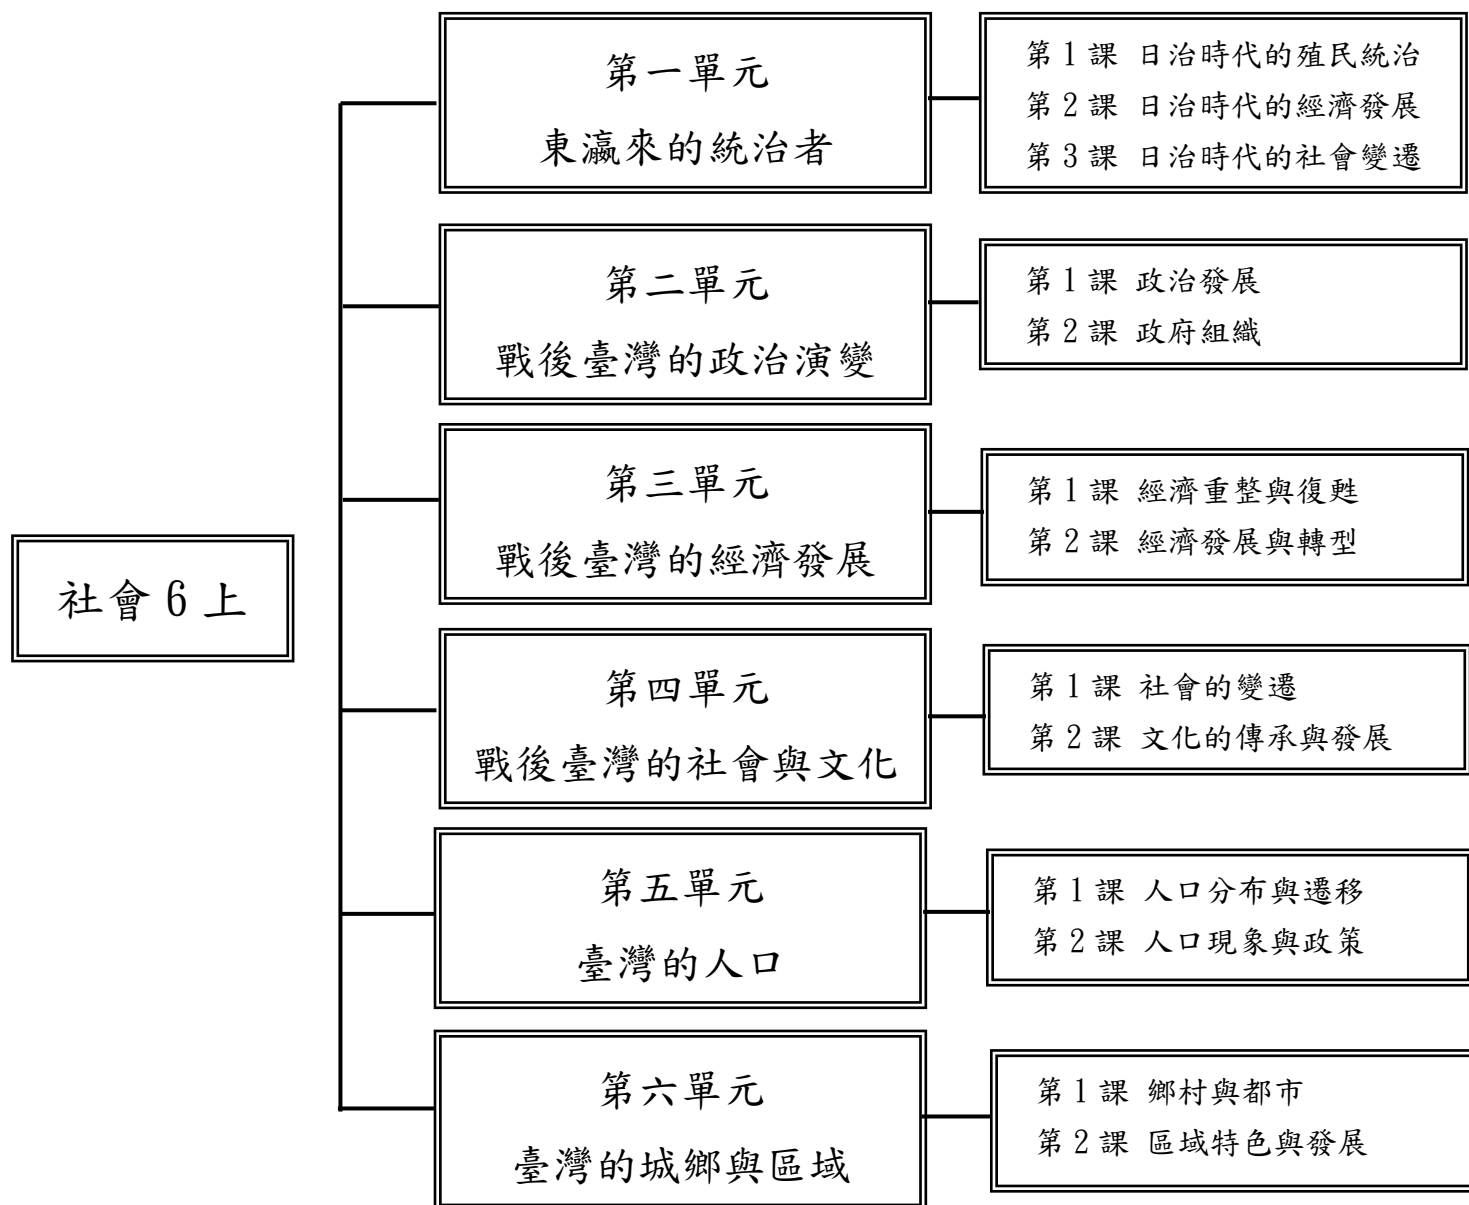 社會6上
第一單元
東瀛來的統治者
第1課 日治時代的殖民統治
第2課 日治時代的經濟發展
第3課 日治時代的社會變遷
第二單元
戰後臺灣的政治演變
第1課 政治發展
第2課 政府組織
第三單元
戰後臺灣的經濟發展
第1課 經濟重整與復甦
第2課 經濟發展與轉型
第四單元
戰後臺灣的社會與文化
第1課 社會的變遷
第2課 文化的傳承與發展
第五單元
臺灣的人口
第1課 人口分布與遷移
第2課 人口現象與政策
第六單元
臺灣的城鄉與區域
第1課 鄉村與都市
第2課 區域特色與發展